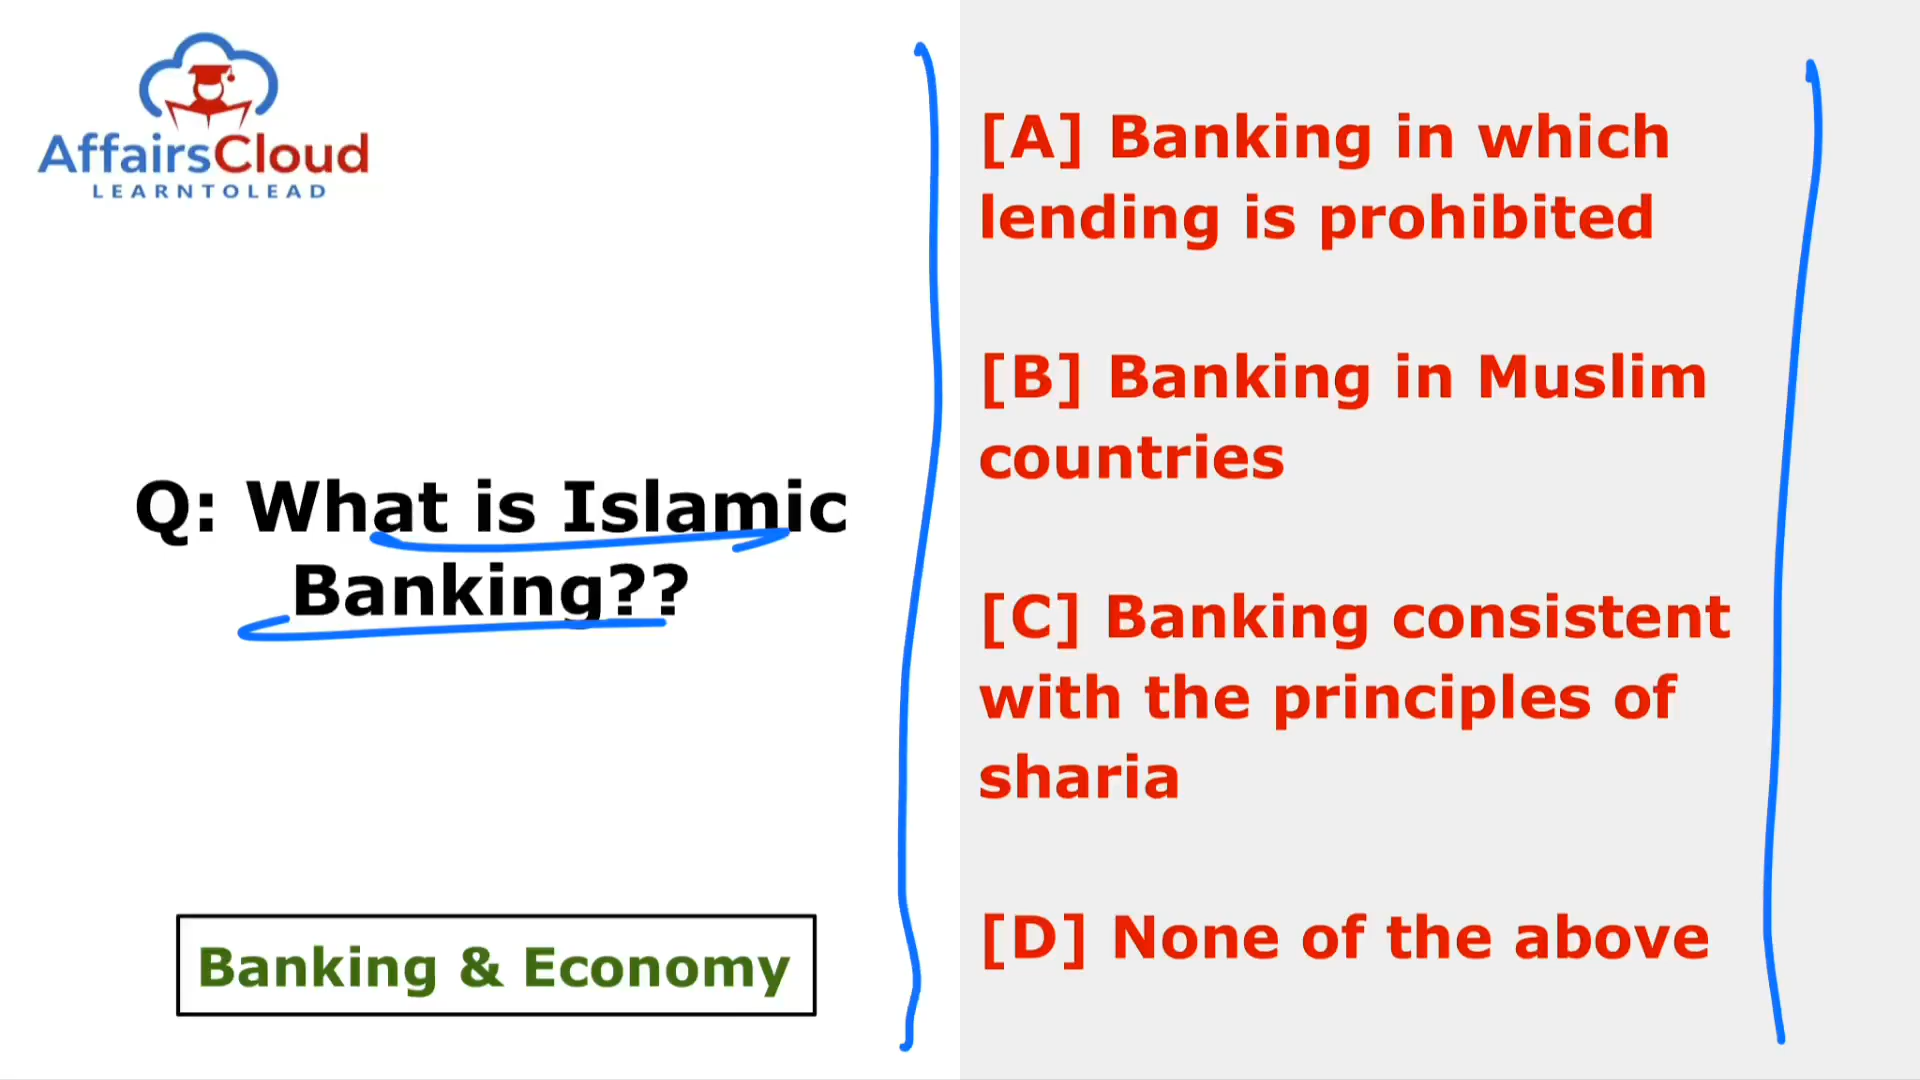 AffairsCloud
LEARNTOLEAD
Q: What is Islamic
Banking??
Banking & Economy
[A] Banking in which
lending is prohibited
[B] Banking in Muslim
countries
[C] Banking consistent
with the principles of
sharia
[D] None of the above